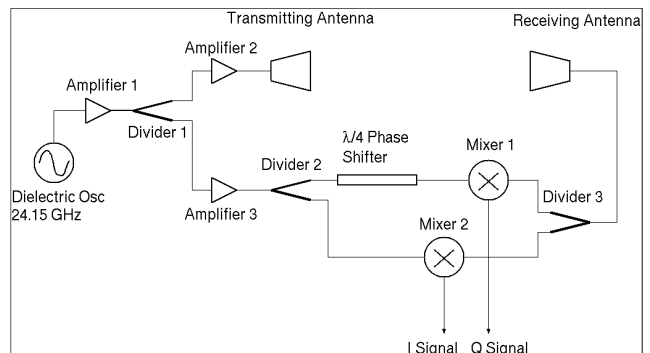 Transmitting Antenna
Receiving Antenna
Amplifier 2
Amplifier 1
Divider 1
λ/4 Phase
Shifter
Mixer 1
Divider 2
Dielectric Osc
24.15 GHz
Amplifier 3
Divider 3
Mixer 2
I Signal
Q Signal